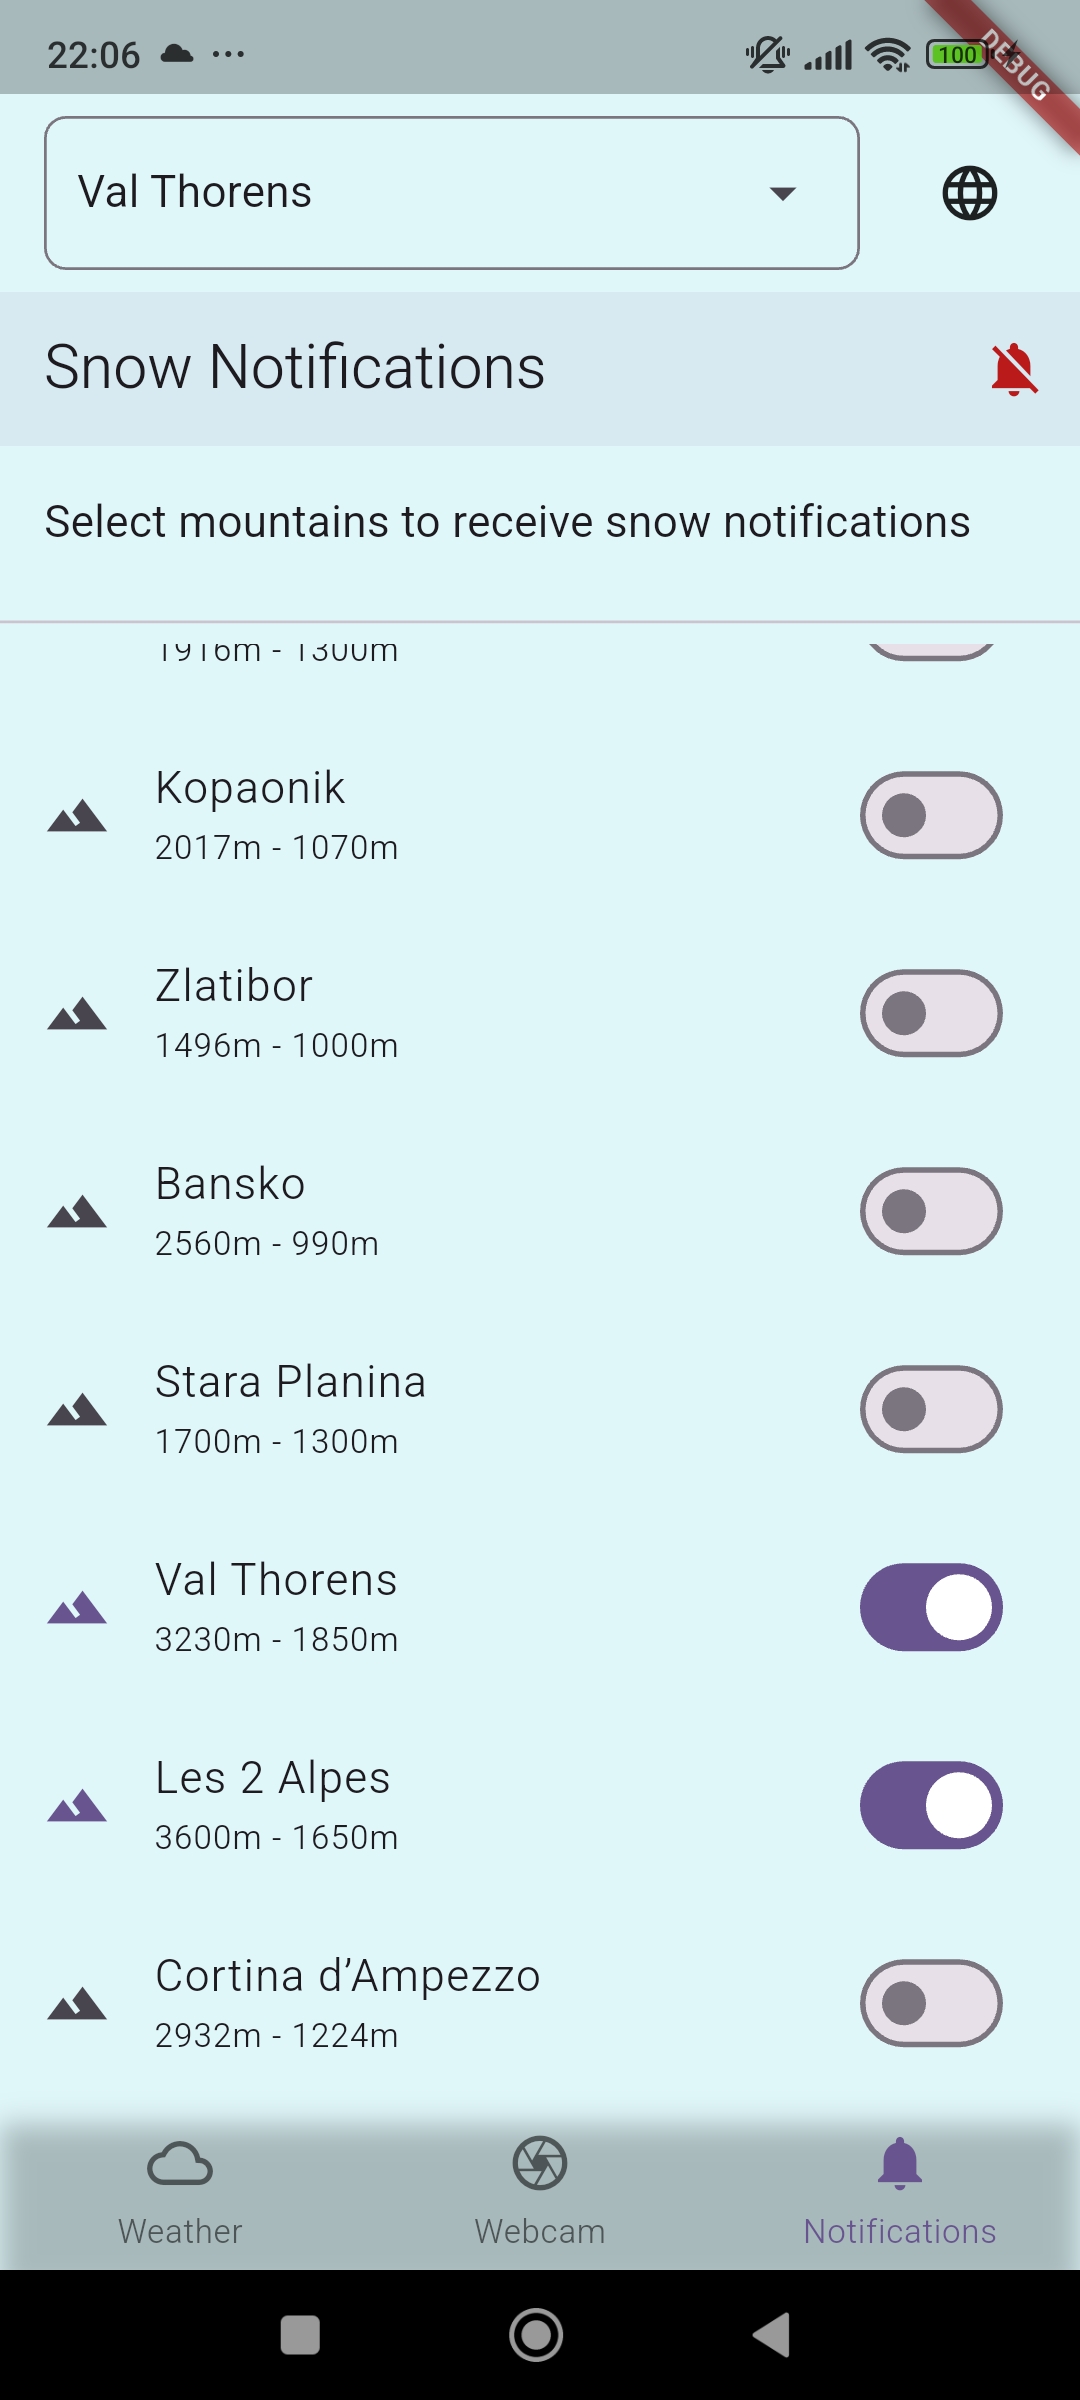 22:06
100
DEBUG
Val Thorens
Snow Notifications
Select mountains to receive snow notifications
1916m - 1300m
Kopaonik
2017m - 1070m
Zlatibor
1496m - 1000m
Bansko
2560m - 990m
Stara Planina
1700m - 1300m
Val Thorens
3230m - 1850m
Les 2 Alpes
3600m - 1650m
Cortina d’Ampezzo
2932m - 1224m
Weather
Webcam
Notifications